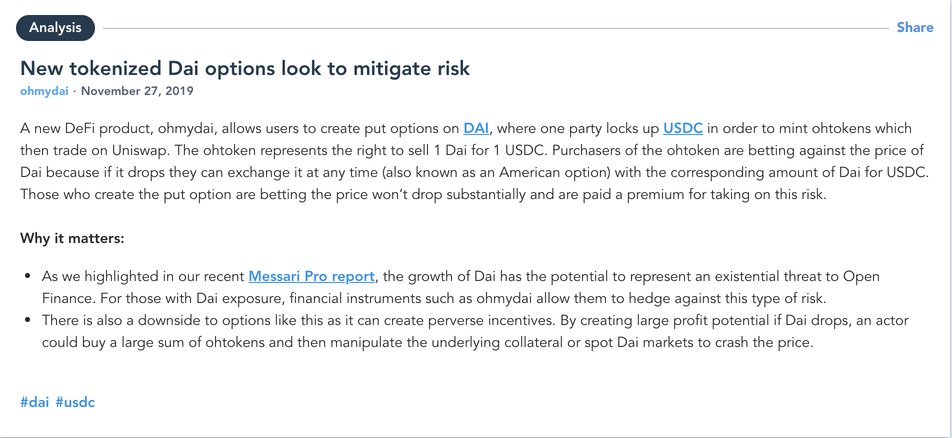 Analysis
Share
New tokenized Dai options look to mitigate risk
ohmydai · November 27, 2019
A new DeFi product, ohmydai, allows users to create put options on DAI, where one party locks up USDC in order to mint ohtokens which
then trade on Uniswap. The ohtoken represents the right to sell 1 Dai for 1 USDC. Purchasers of the ohtoken are betting against the price of
Dai because if it drops they can exchange it at any time (also known as an American option) with the corresponding amount of Dai for USDC.
Those who create the put option are betting the price won't drop substantially and are paid a premium for taking on this risk.
Why it matters:
• As we highlighted in our recent Messari Pro report, the growth of Dai has the potential to represent an existential threat to Open
Finance. For those with Dai exposure, financial instruments such as ohmydai allow them to hedge against this type of risk.
• There is also a downside to options like this as it can create perverse incentives. By creating large profit potential if Dai drops, an actor
could buy a large sum of ohtokens and then manipulate the underlying collateral or spot Dai markets to crash the price.
#dai #usdc